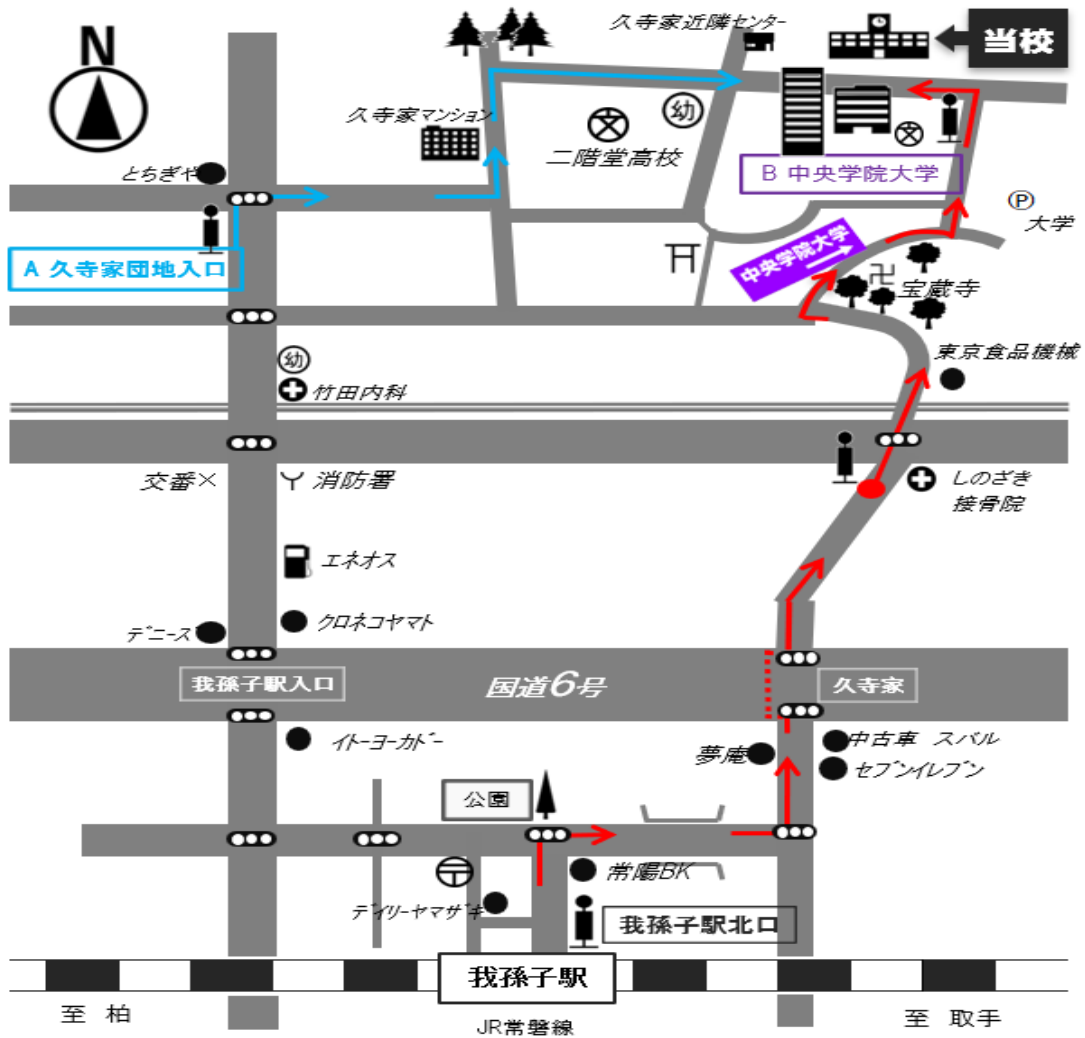 N
久寺家近隣センター
当校
久寺家マンション
幼
文
二階堂高校
文
とちぎや
B 中央学院大学
P
大学
A 久寺家団地入口
中央学院大学
卍
宝蔵寺
幼
竹田内科
東京食品機械
交番×
消防署
しのざき
接骨院
エネオス
クロネコヤマト
デニーズ
我孫子駅入口
国道6号
久寺家
イトーヨーカドー
夢庵
中古車 スバル
セブンイレブン
公園
〒
常陽BK
デイリーヤマザキ
我孫子駅北口
我孫子駅
至 柏
JR常磐線
至 取手